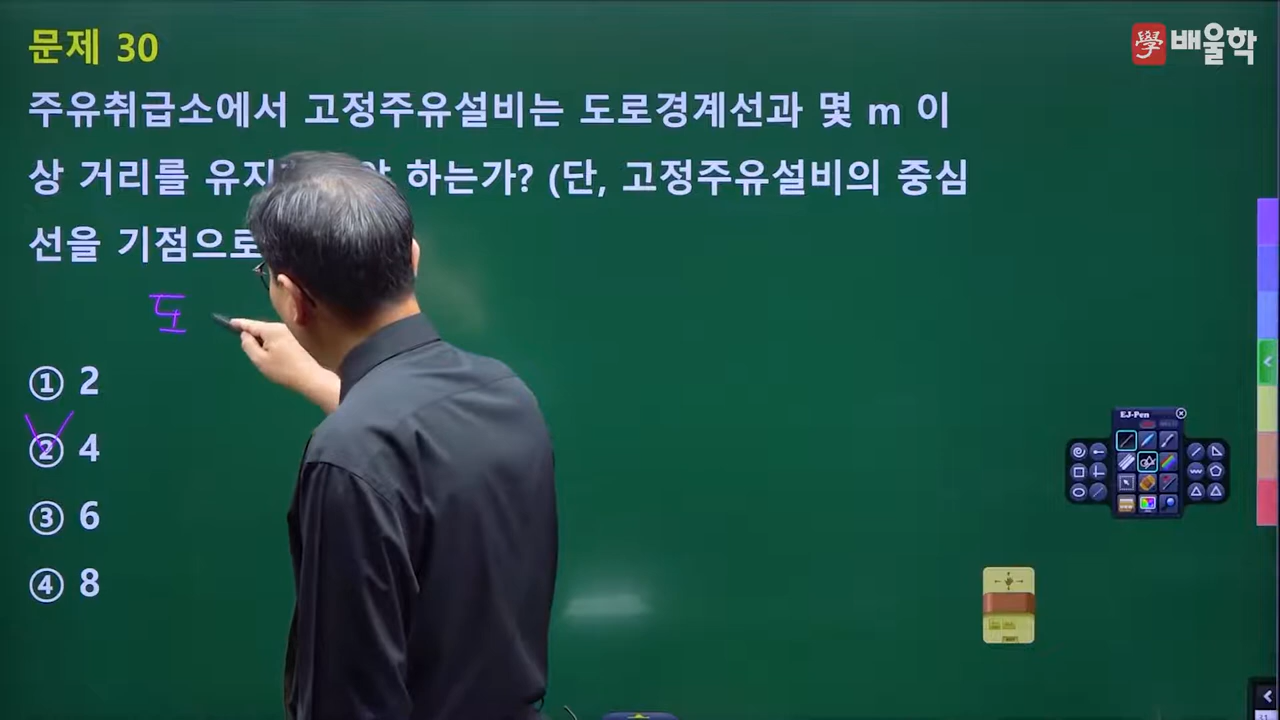 문제 30
學 배울학
주유취급소에서 고정주유설비는 도로경계선과 몇 m 이
상 거리를 하는가? (단, 고정주유설비의 중심
선을 기점으로
도
① 2
② 4
③ 6
④ 8
EJ-Pen